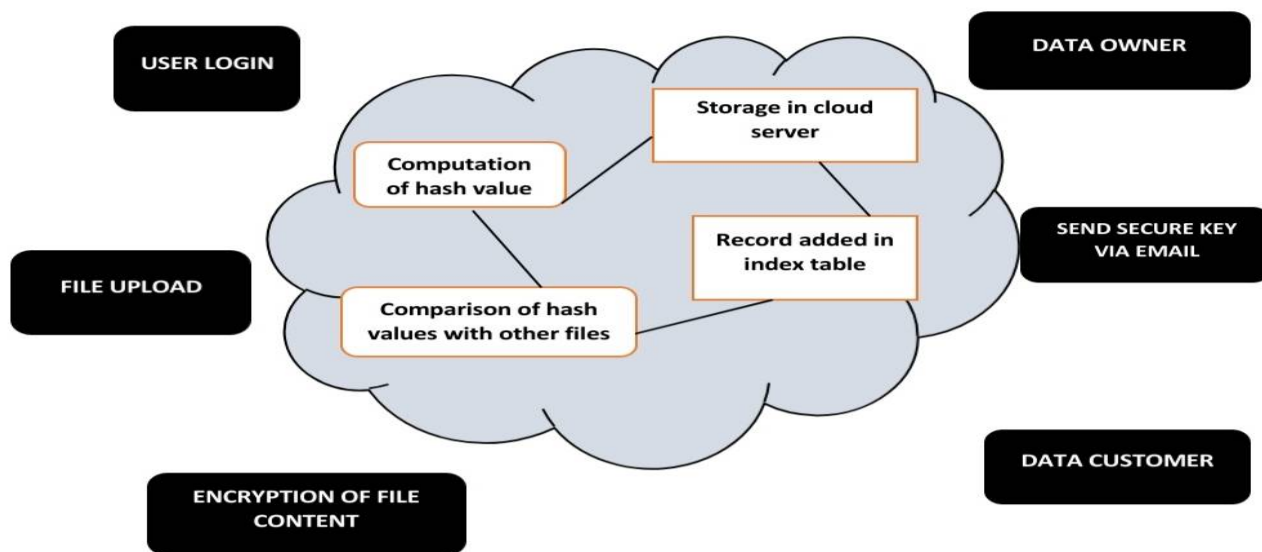 USER LOGIN
DATA OWNER
Storage in cloud
server
Computation
of hash value
Record added in
index table
SEND SECURE KEY
VIA EMAIL
FILE UPLOAD
Comparison of hash
values with other files
DATA CUSTOMER
ENCRYPTION OF FILE
CONTENT